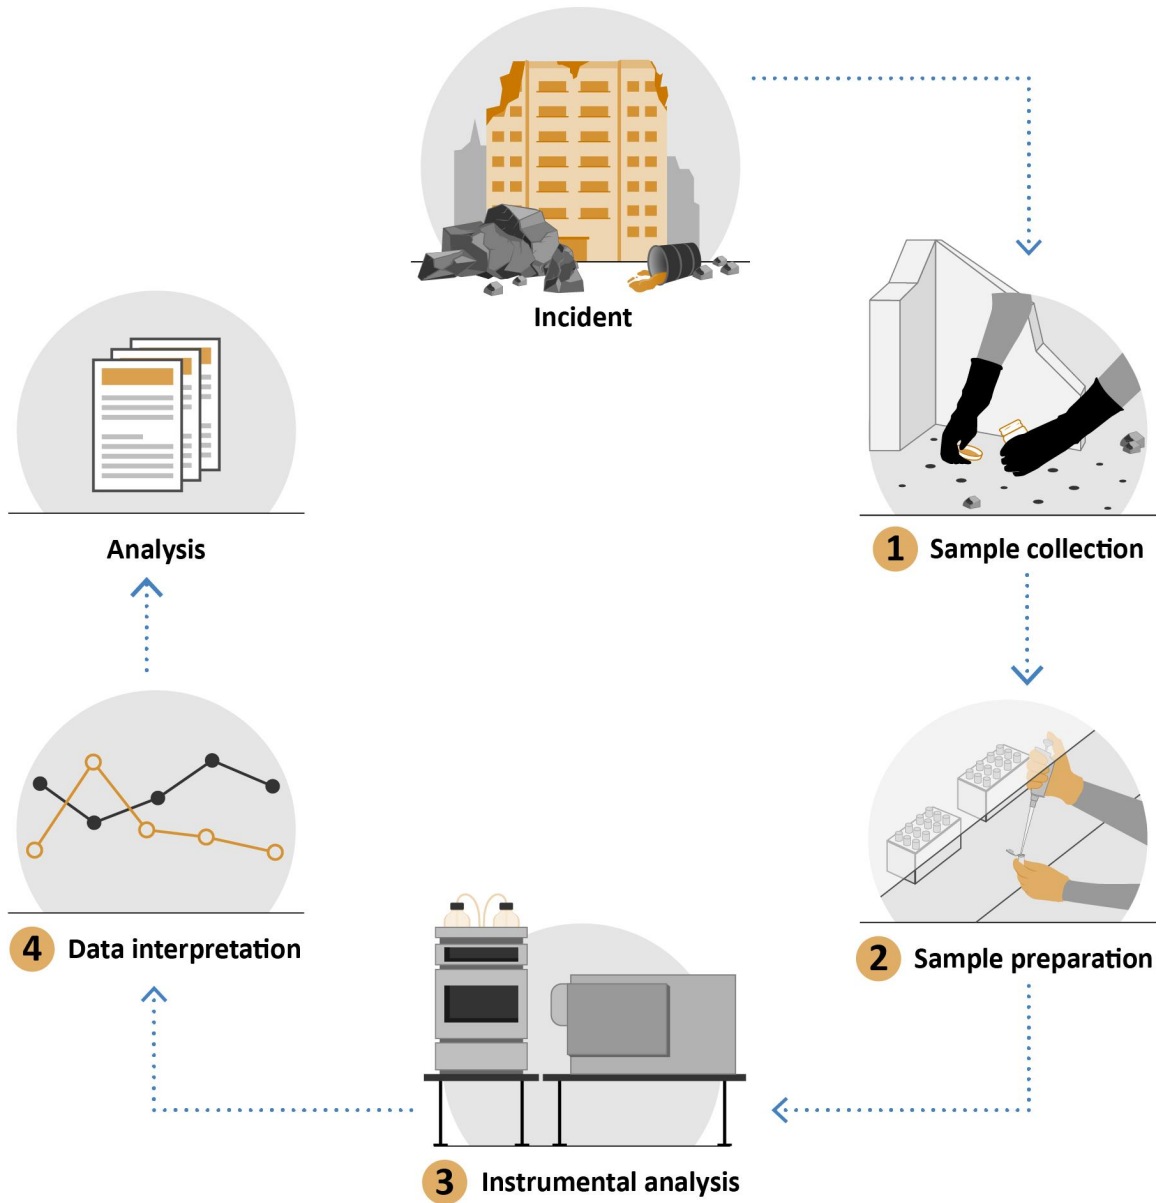 Incident
1 Sample collection
2 Sample preparation
3 Instrumental analysis
4 Data interpretation
Analysis